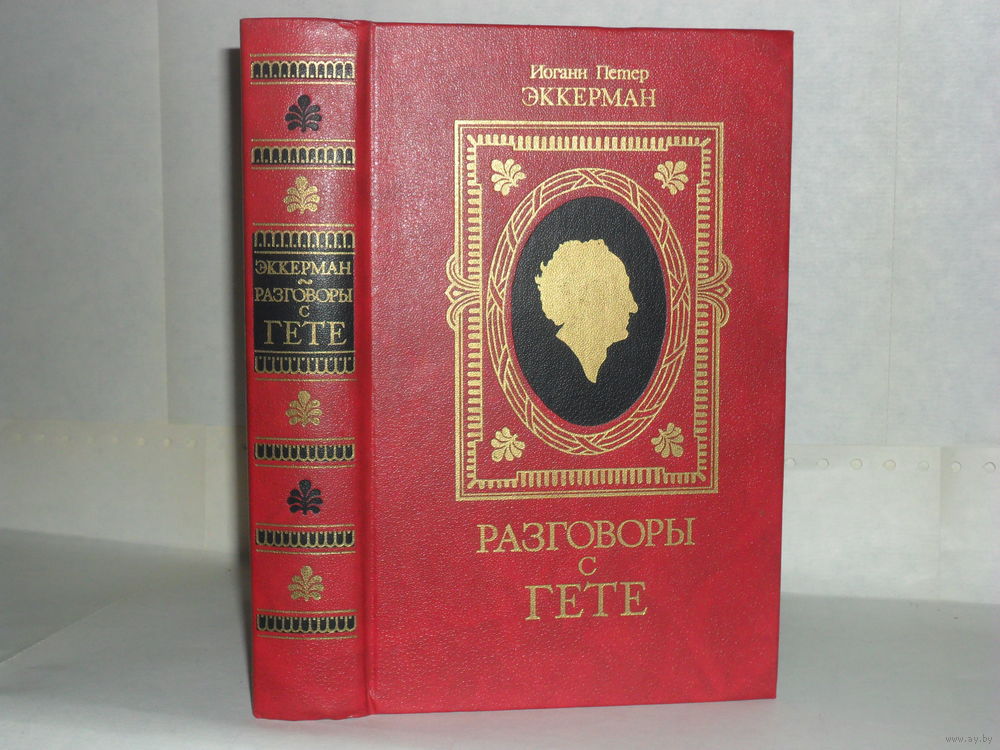 ЭККЕРМАН
~
РАЗГОВОРЫ
С
ГЕТЕ
Иоганн Петер
ЭККЕРМАН
РАЗГОВОРЫ
С
ГЕТЕ
www.ay.by